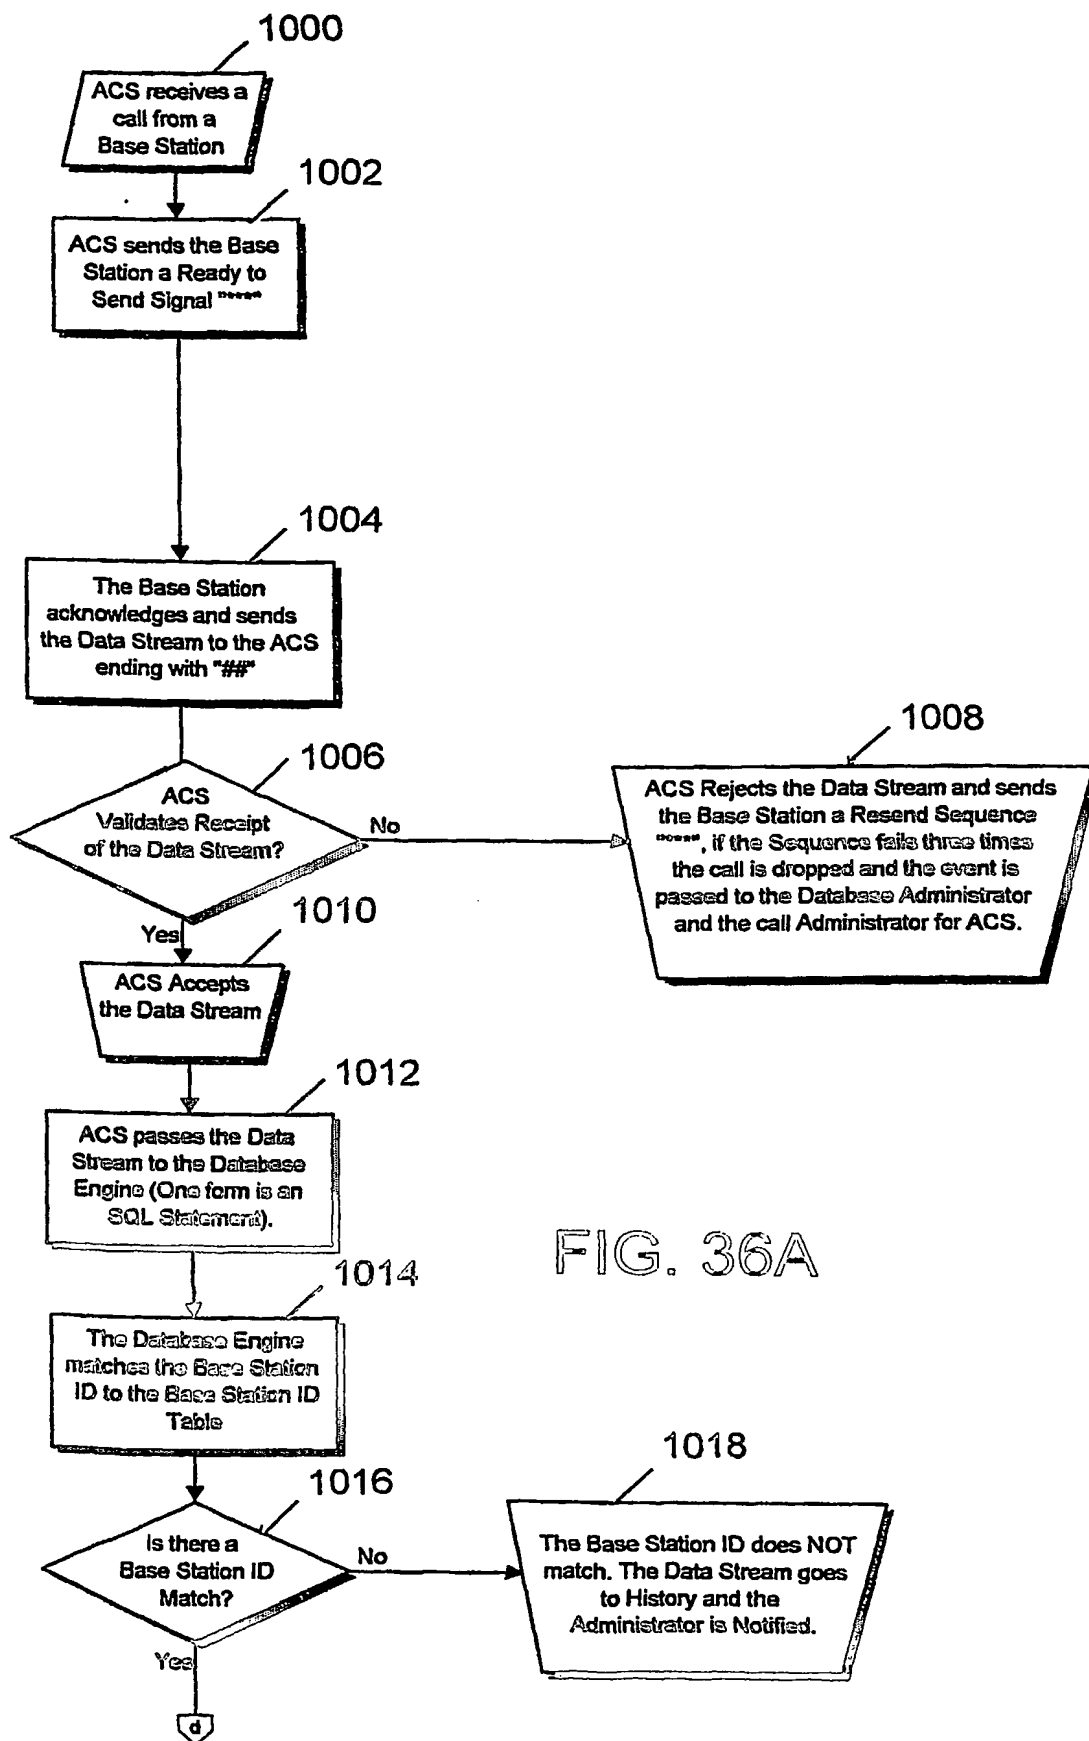 1000
ACS receives a
call from a
Base Station
1002
ACS sends the Base
Station a Ready to
Send Signal "***"
1004
The Base Station
acknowledges and sends
the Data Stream to the ACS
ending with "##"
1006
ACS
Validates Receipt
of the Data Stream?
No
1008
ACS Rejects the Data Stream and sends
the Base Station a Resend Sequence
"***", if the Sequence fails three times
the call is dropped and the event is
passed to the Database Administrator
and the call Administrator for ACS.
Yes
1010
ACS Accepts
the Data Stream
1012
ACS passes the Data
Stream to the Database
Engine (One form is an
SQL Statement).
FIG. 36A
1014
The Database Engine
matches the Base Station
ID to the Base Station ID
Table
1016
Is there a
Base Station ID
Match?
No
1018
The Base Station ID does NOT
match. The Data Stream goes
to History and the
Administrator is Notified.
Yes
d